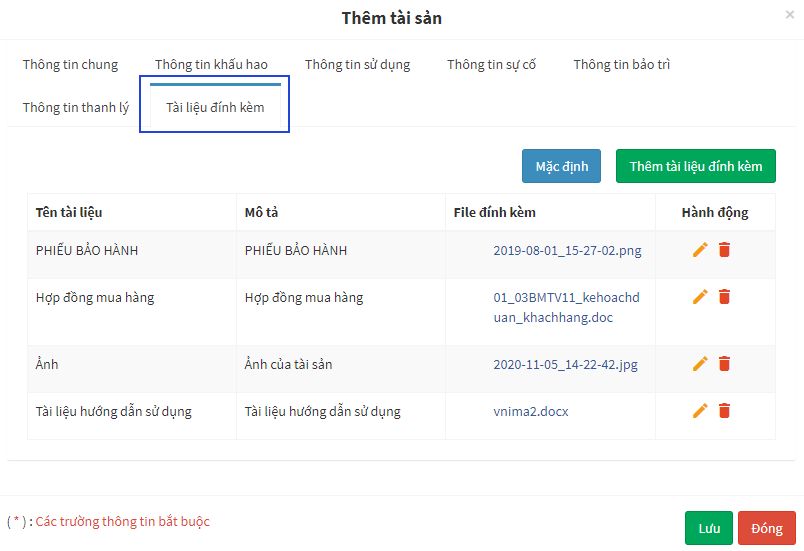 Thêm tài sản
×
Thông tin chung Thông tin khấu hao Thông tin sử dụng Thông tin sự cố Thông tin bảo trì
Thông tin thanh lý Tài liệu đính kèm
Mặc định Thêm tài liệu đính kèm
Tên tài liệu Mô tả File đính kèm Hành động
PHIẾU BẢO HÀNH PHIẾU BẢO HÀNH 2019-08-01_15-27-02.png
Hợp đồng mua hàng Hợp đồng mua hàng 01_03BMTV11_kehoachd
uan_khachhang.doc
Ảnh Ảnh của tài sản 2020-11-05_14-22-42.jpg
Tài liệu hướng dẫn sử dụng Tài liệu hướng dẫn sử dụng vnima2.docx
( * ) : Các trường thông tin bắt buộc
Lưu Đóng